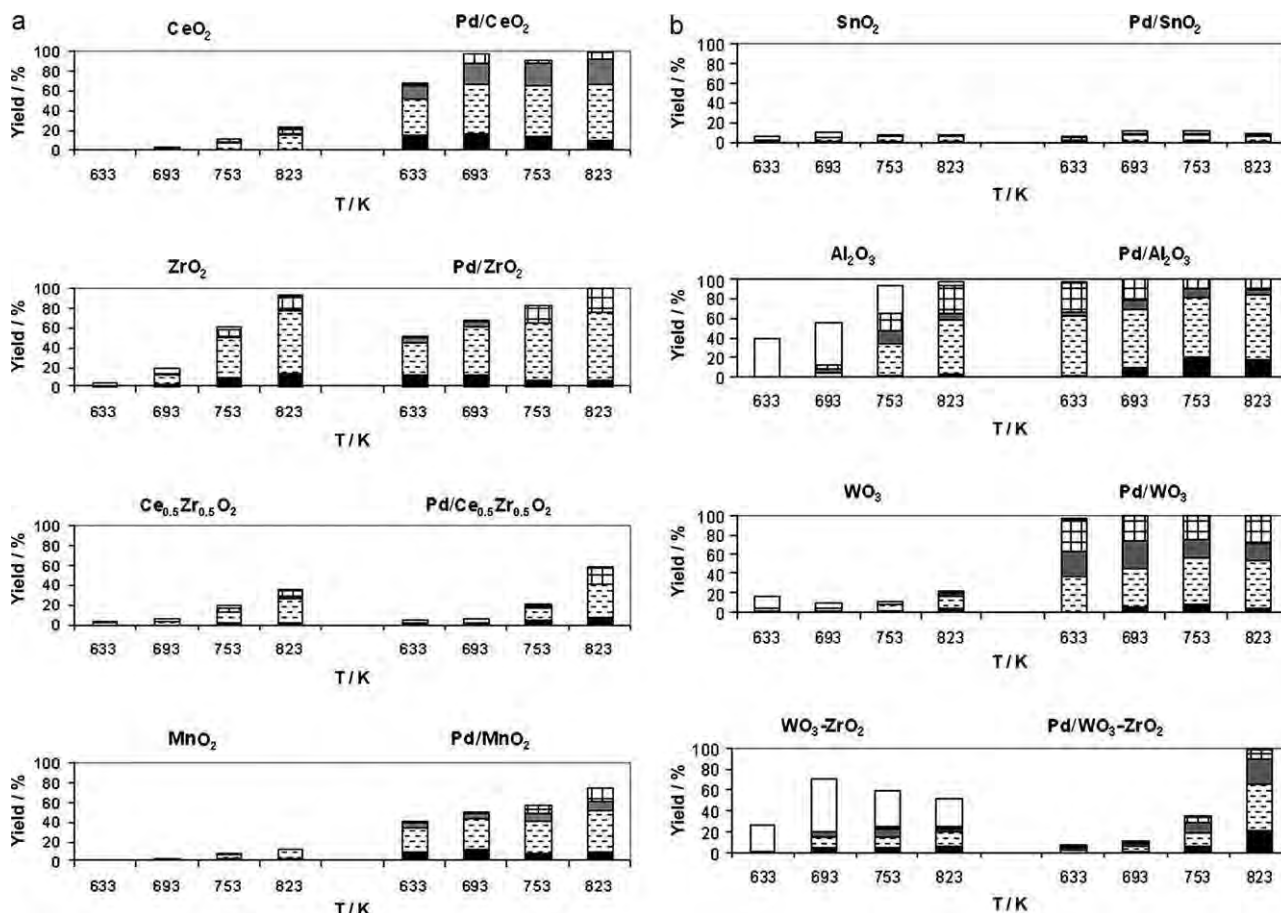 a
CeO₂ Pd/CeO₂
Yield / %
100
80
60
40
20
0
633 693 753 823 633 693 753 823
T / K
ZrO₂ Pd/ZrO₂
Yield / %
100
80
60
40
20
0
633 693 753 823 633 693 753 823
T / K
Ce₀.₅Zr₀.₅O₂ Pd/Ce₀.₅Zr₀.₅O₂
Yield / %
100
80
60
40
20
0
633 693 753 823 633 693 753 823
T / K
MnO₂ Pd/MnO₂
Yield / %
100
80
60
40
20
0
633 693 753 823 633 693 753 823
T / K
b
SnO₂ Pd/SnO₂
Yield / %
100
80
60
40
20
0
633 693 753 823 633 693 753 823
T / K
Al₂O₃ Pd/Al₂O₃
Yield / %
100
80
60
40
20
0
633 693 753 823 633 693 753 823
T / K
WO₃ Pd/WO₃
Yield / %
100
80
60
40
20
0
633 693 753 823 633 693 753 823
T / K
WO₃-ZrO₂ Pd/WO₃-ZrO₂
Yield / %
100
80
60
40
20
0
633 693 753 823 633 693 753 823
T / K